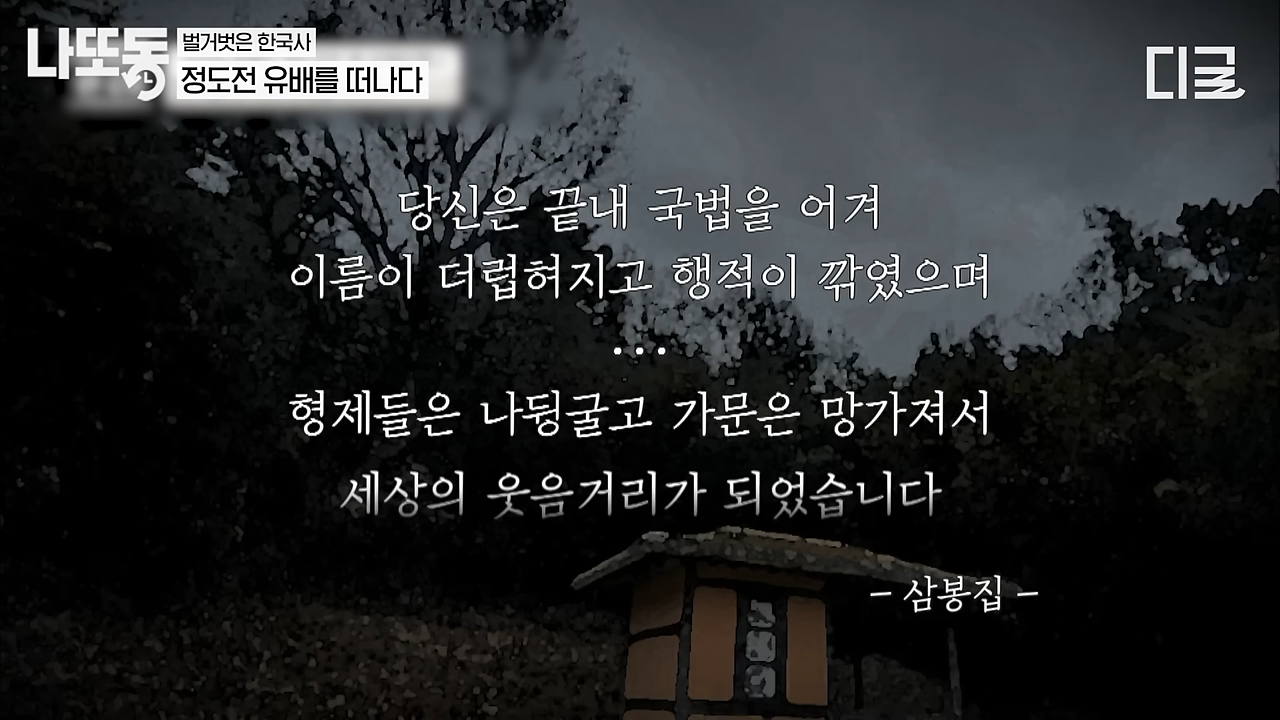 나또동
벌거벗은 한국사
정도전 유배를 떠나다
디글
당신은 끝내 국법을 어겨
이름이 더럽혀지고 행적이 깎였으며
...
형제들은 나뒹굴고 가문은 망가져서
세상의 웃음거리가 되었습니다
- 삼봉집 -